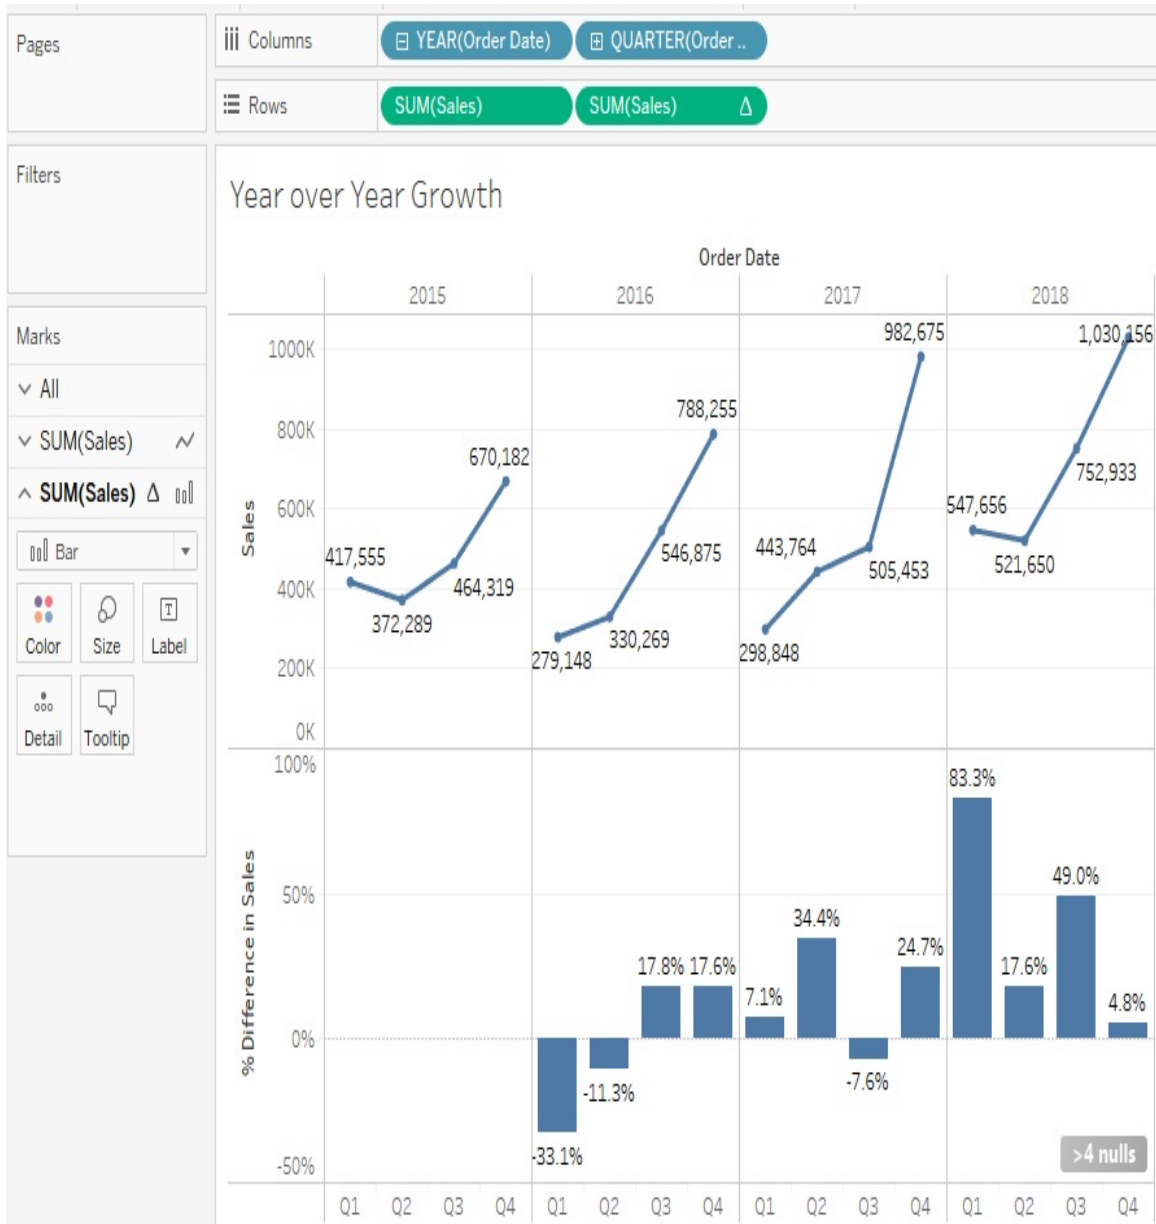 Pages
Columns
YEAR(Order Date)
QUARTER(Order ..
Rows
SUM(Sales)
SUM(Sales) Δ
Filters
Marks
All
SUM(Sales)
SUM(Sales) Δ
Bar
Color
Size
Label
Detail
Tooltip
Year over Year Growth
Order Date
2015 2016 2017 2018
Sales
1000K
800K
600K
400K
200K
0K
417,555
372,289
464,319
670,182
279,148
330,269
546,875
788,255
298,848
443,764
505,453
982,675
547,656
521,650
752,933
1,030,156
% Difference in Sales
100%
50%
0%
-50%
-33.1%
-11.3%
17.8%
17.6%
7.1%
34.4%
-7.6%
24.7%
83.3%
17.6%
49.0%
4.8%
>4 nulls
Q1 Q2 Q3 Q4 Q1 Q2 Q3 Q4 Q1 Q2 Q3 Q4 Q1 Q2 Q3 Q4